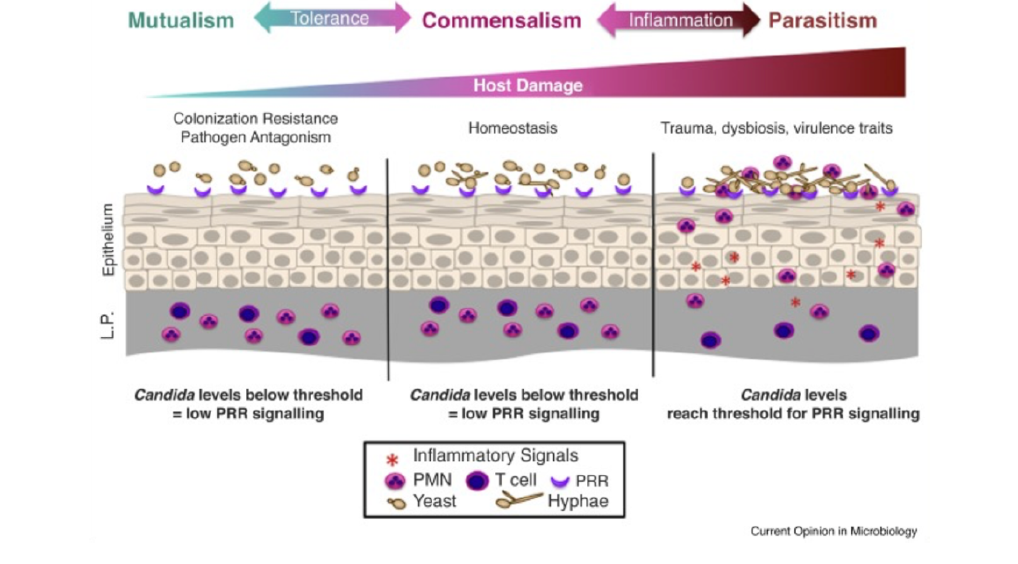 Mutualism Tolerance Commensalism Inflammation Parasitism
Host Damage
Colonization Resistance
Pathogen Antagonism
Homeostasis
Trauma, dysbiosis, virulence traits
Epithelium
L.P.
Candida levels below threshold
= low PRR signalling
Candida levels below threshold
= low PRR signalling
Candida levels
reach threshold for PRR signalling
Inflammatory Signals
PMN T cell PRR
Yeast Hyphae
Current Opinion in Microbiology